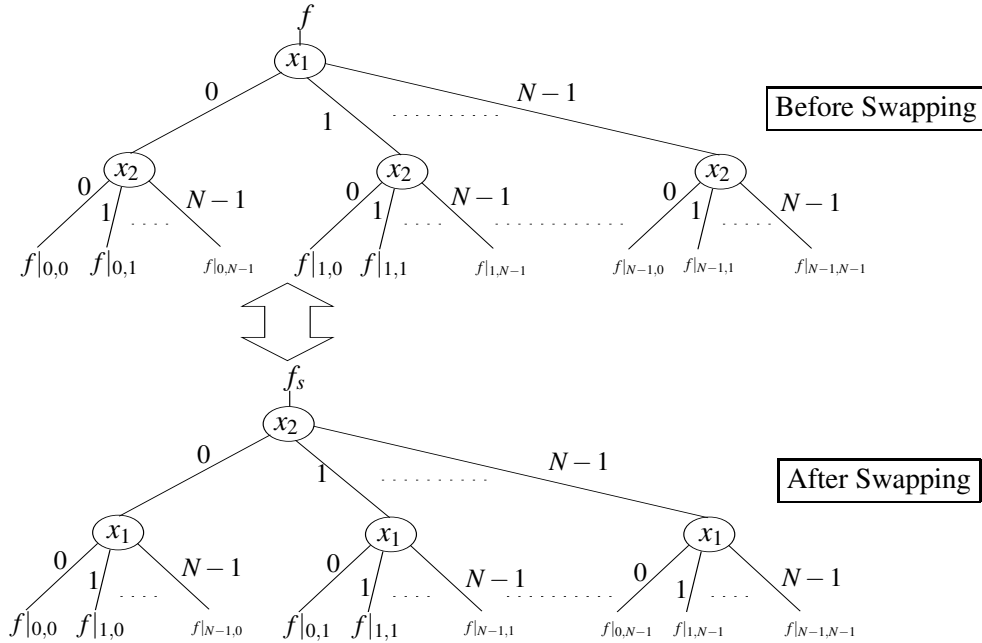 f
x₁
0 1 .......... N−1
Before Swapping
x₂ x₂ x₂
0 1 .... N−1 0 1 .... N−1 .............. 0 1 ..... N−1
f|₀,₀ f|₀,₁ f|₀,N−1 f|₁,₀ f|₁,₁ f|₁,N−1 f|N−1,₀ f|N−1,₁ f|N−1,N−1
fₛ
x₂
0 1 .......... N−1
After Swapping
x₁ x₁ x₁
0 1 .... N−1 0 1 .... N−1 .......... 0 1 .... N−1
f|₀,₀ f|₁,₀ f|N−1,₀ f|₀,₁ f|₁,₁ f|N−1,₁ f|₀,N−1 f|₁,N−1 f|N−1,N−1